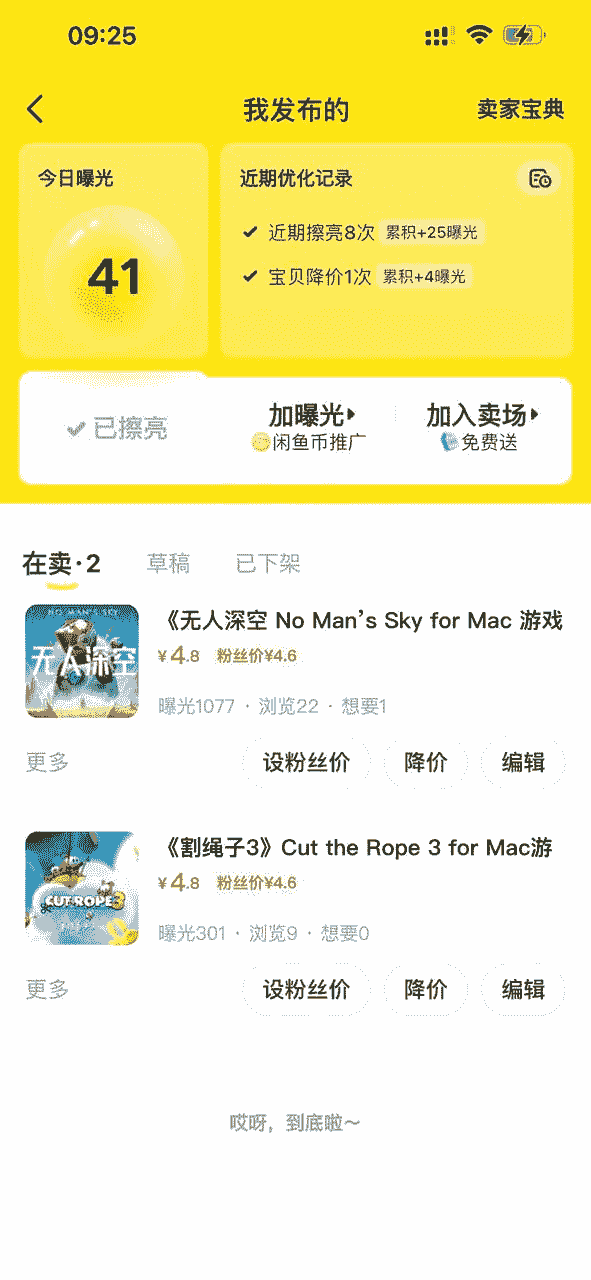 09:25
我发布的
卖家宝典
今日曝光
41
近期优化记录
近期擦亮8次 累积+25曝光
宝贝降价1次 累积+4曝光
已擦亮
加曝光
闲鱼币推广
加入卖场
免费送
在卖·2 草稿 已下架
无人深空
《无人深空 No Man's Sky for Mac 游戏
¥4.8 粉丝价¥4.6
曝光1077 · 浏览22 · 想要1
更多 设粉丝价 降价 编辑
CUT ROPE 3
《割绳子3》Cut the Rope 3 for Mac游
¥4.8 粉丝价¥4.6
曝光301 · 浏览9 · 想要0
更多 设粉丝价 降价 编辑
哎呀，到底啦～